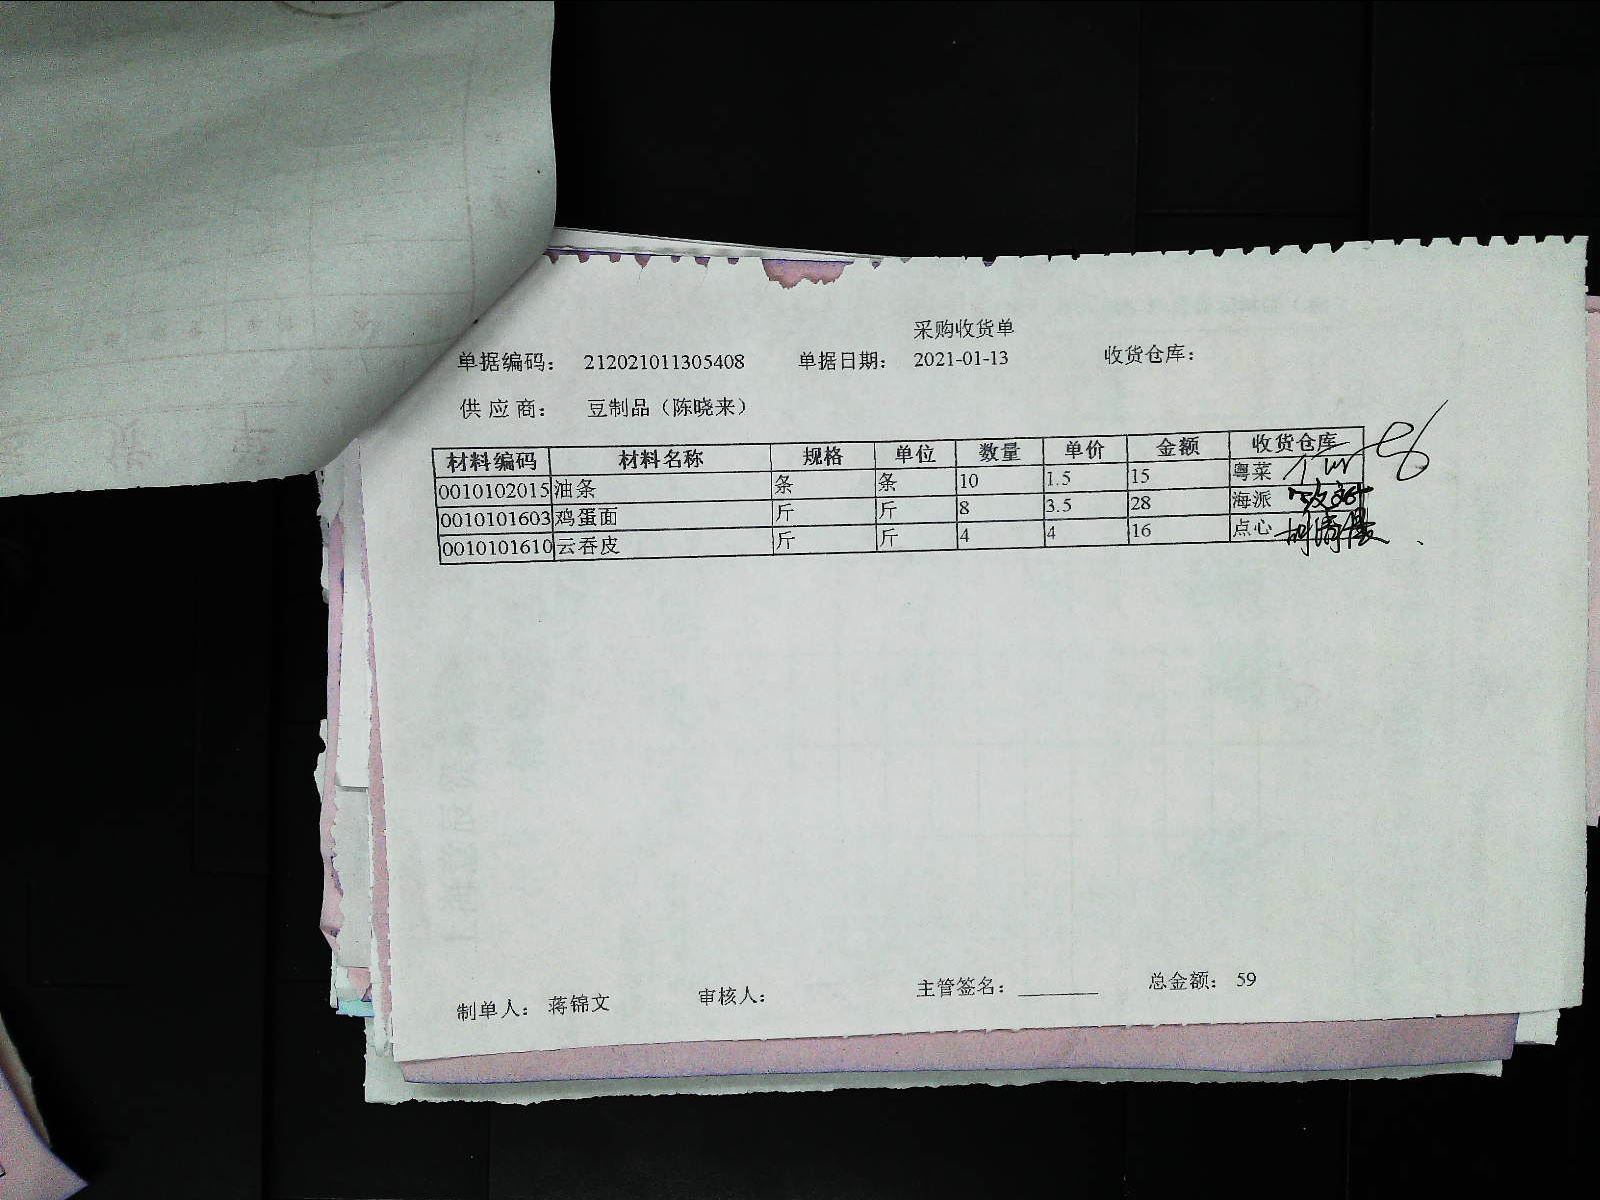 采购收货单
单据编码： 212021011305408 单据日期： 2021-01-13 收货仓库：
供 应 商： 豆制品（陈晓来）
材料编码 材料名称 规格 单位 数量 单价 金额 收货仓库
0010102015 油条 条 条 10 1.5 15 粤菜
0010101603 鸡蛋面 斤 斤 8 3.5 28 海派
0010101610 云吞皮 斤 斤 4 4 16 点心
制单人： 蒋锦文 审核人： 主管签名： ________ 总金额： 59